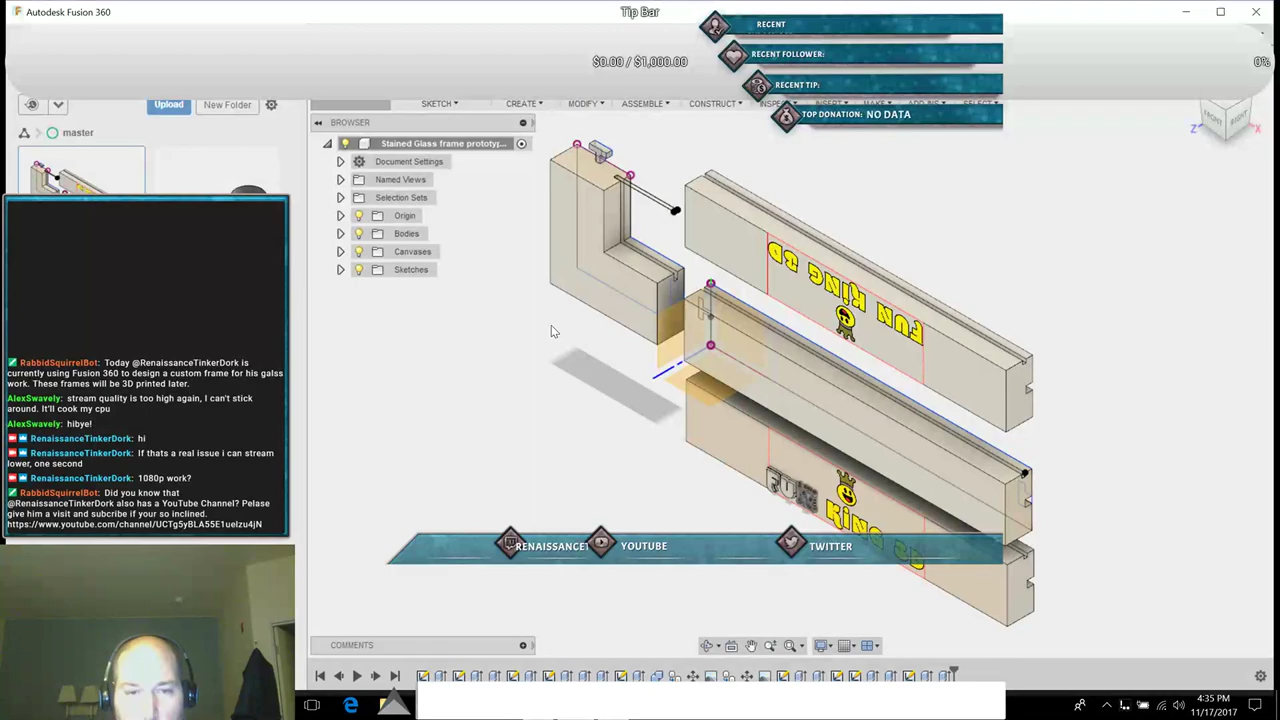 Autodesk Fusion 360
Tip Bar
RECENT
RECENT FOLLOWER:
$0.00 / $1,000.00
0%
RECENT TIP:
TOP DONATION: NO DATA
Upload
New Folder
SKETCH
CREATE
MODIFY
ASSEMBLE
CONSTRUCT
BROWSER
master
Stained Glass frame prototyp...
Document Settings
Named Views
Selection Sets
Origin
Bodies
Canvases
Sketches
FRONT
RIGHT
Z
X
FUN KING 3D
FUN
KING 3D
RabbidSquirrelBot: Today @RenaissanceTinkerDork is
currently using Fusion 360 to design a custom frame for his galss
work. These frames will be 3D printed later.
AlexSwavely: stream quality is too high again, I can't stick
around. It'll cook my cpu
AlexSwavely: hibye!
RenaissanceTinkerDork: hi
RenaissanceTinkerDork: If thats a real issue i can stream
lower, one second
RenaissanceTinkerDork: 1080p work?
RabbidSquirrelBot: Did you know that
@RenaissanceTinkerDork also has a YouTube Channel? Pelase
give him a visit and subcribe if your so inclined.
https://www.youtube.com/channel/UCTg5yBLA55E1uelzu4jN
RENAISSANCET
YOUTUBE
TWITTER
COMMENTS
4:35 PM
11/17/2017